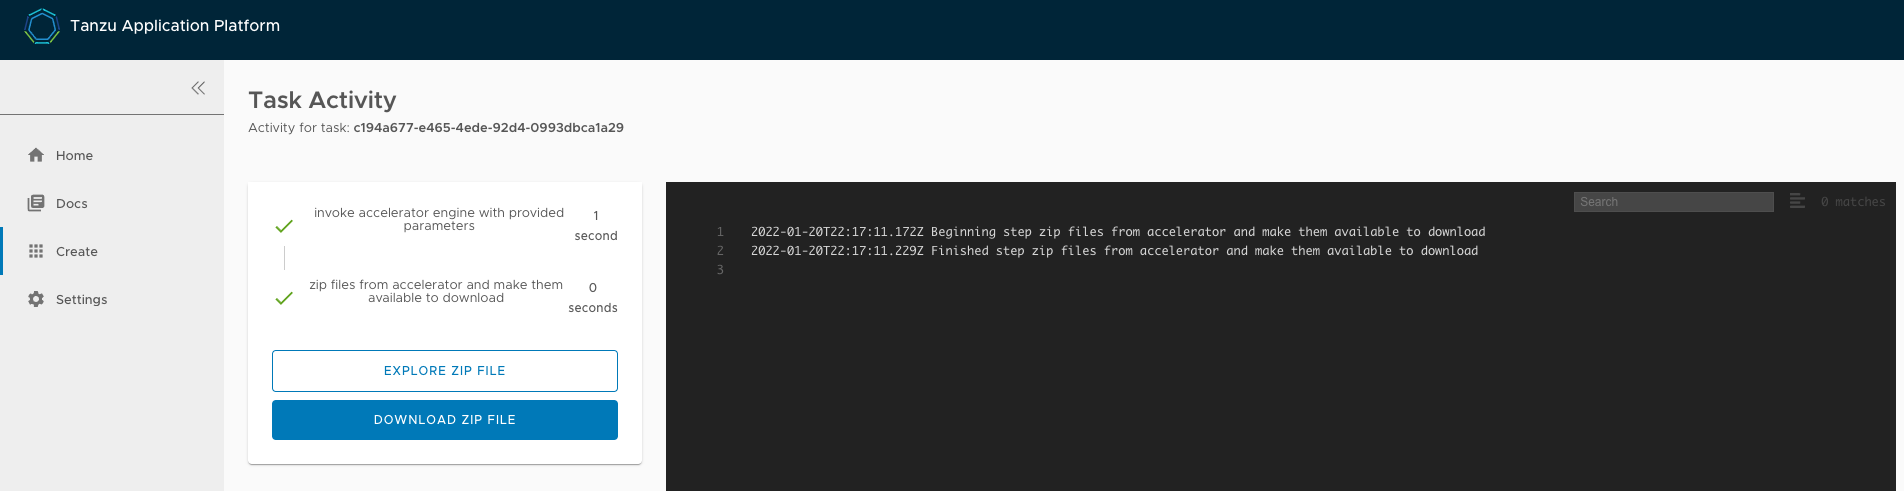 Tanzu Application Platform
Task Activity
Activity for task: c194a677-e465-4ede-92d4-0993dbca1a29
Home
Docs
Create
Settings
invoke accelerator engine with provided
parameters
1
second
zip files from accelerator and make them
available to download
0
seconds
EXPLORE ZIP FILE
DOWNLOAD ZIP FILE
Search
0 matches
1 2022-01-20T22:17:11.172Z Beginning step zip files from accelerator and make them available to download
2 2022-01-20T22:17:11.229Z Finished step zip files from accelerator and make them available to download
3